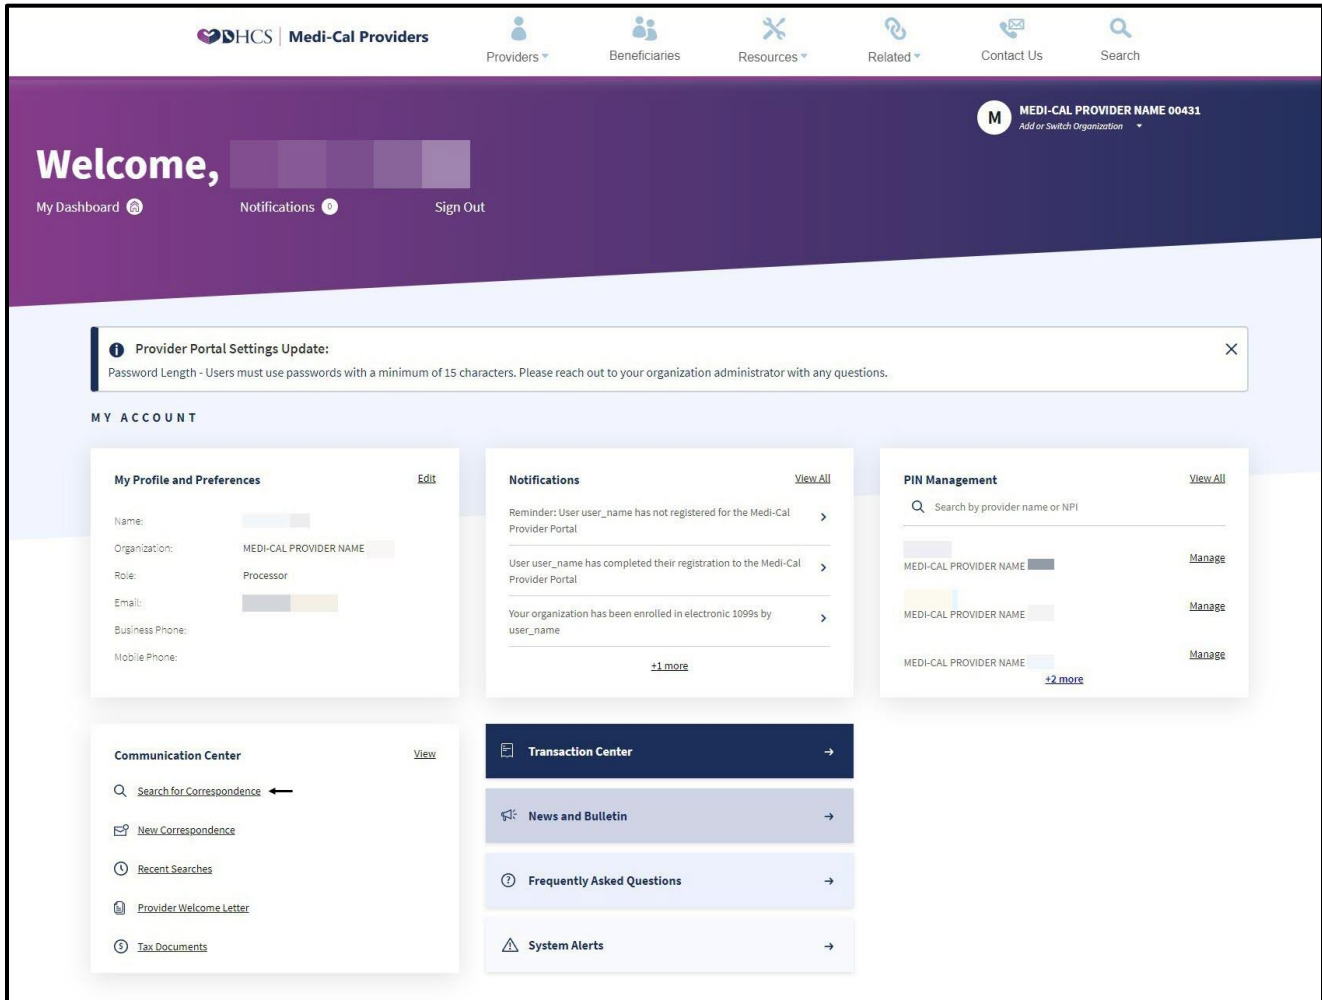 DHCS | Medi-Cal Providers
Providers
Beneficiaries
Resources
Related
Contact Us
Search
M
MEDI-CAL PROVIDER NAME 00431
Add or Switch Organization
Welcome,
My Dashboard
Notifications 0
Sign Out
Provider Portal Settings Update:
Password Length - Users must use passwords with a minimum of 15 characters. Please reach out to your organization administrator with any questions.
MY ACCOUNT
My Profile and Preferences
Edit
Name:
Organization: MEDI-CAL PROVIDER NAME
Role: Processor
Email:
Business Phone:
Mobile Phone:
Notifications
View All
Reminder: User user_name has not registered for the Medi-Cal
Provider Portal
User user_name has completed their registration to the Medi-Cal
Provider Portal
Your organization has been enrolled in electronic 1099s by
user_name
+1 more
PIN Management
View All
Search by provider name or NPI
MEDI-CAL PROVIDER NAME
Manage
MEDI-CAL PROVIDER NAME
Manage
MEDI-CAL PROVIDER NAME
Manage
+2 more
Communication Center
View
Search for Correspondence
New Correspondence
Recent Searches
Provider Welcome Letter
Tax Documents
Transaction Center
News and Bulletin
Frequently Asked Questions
System Alerts